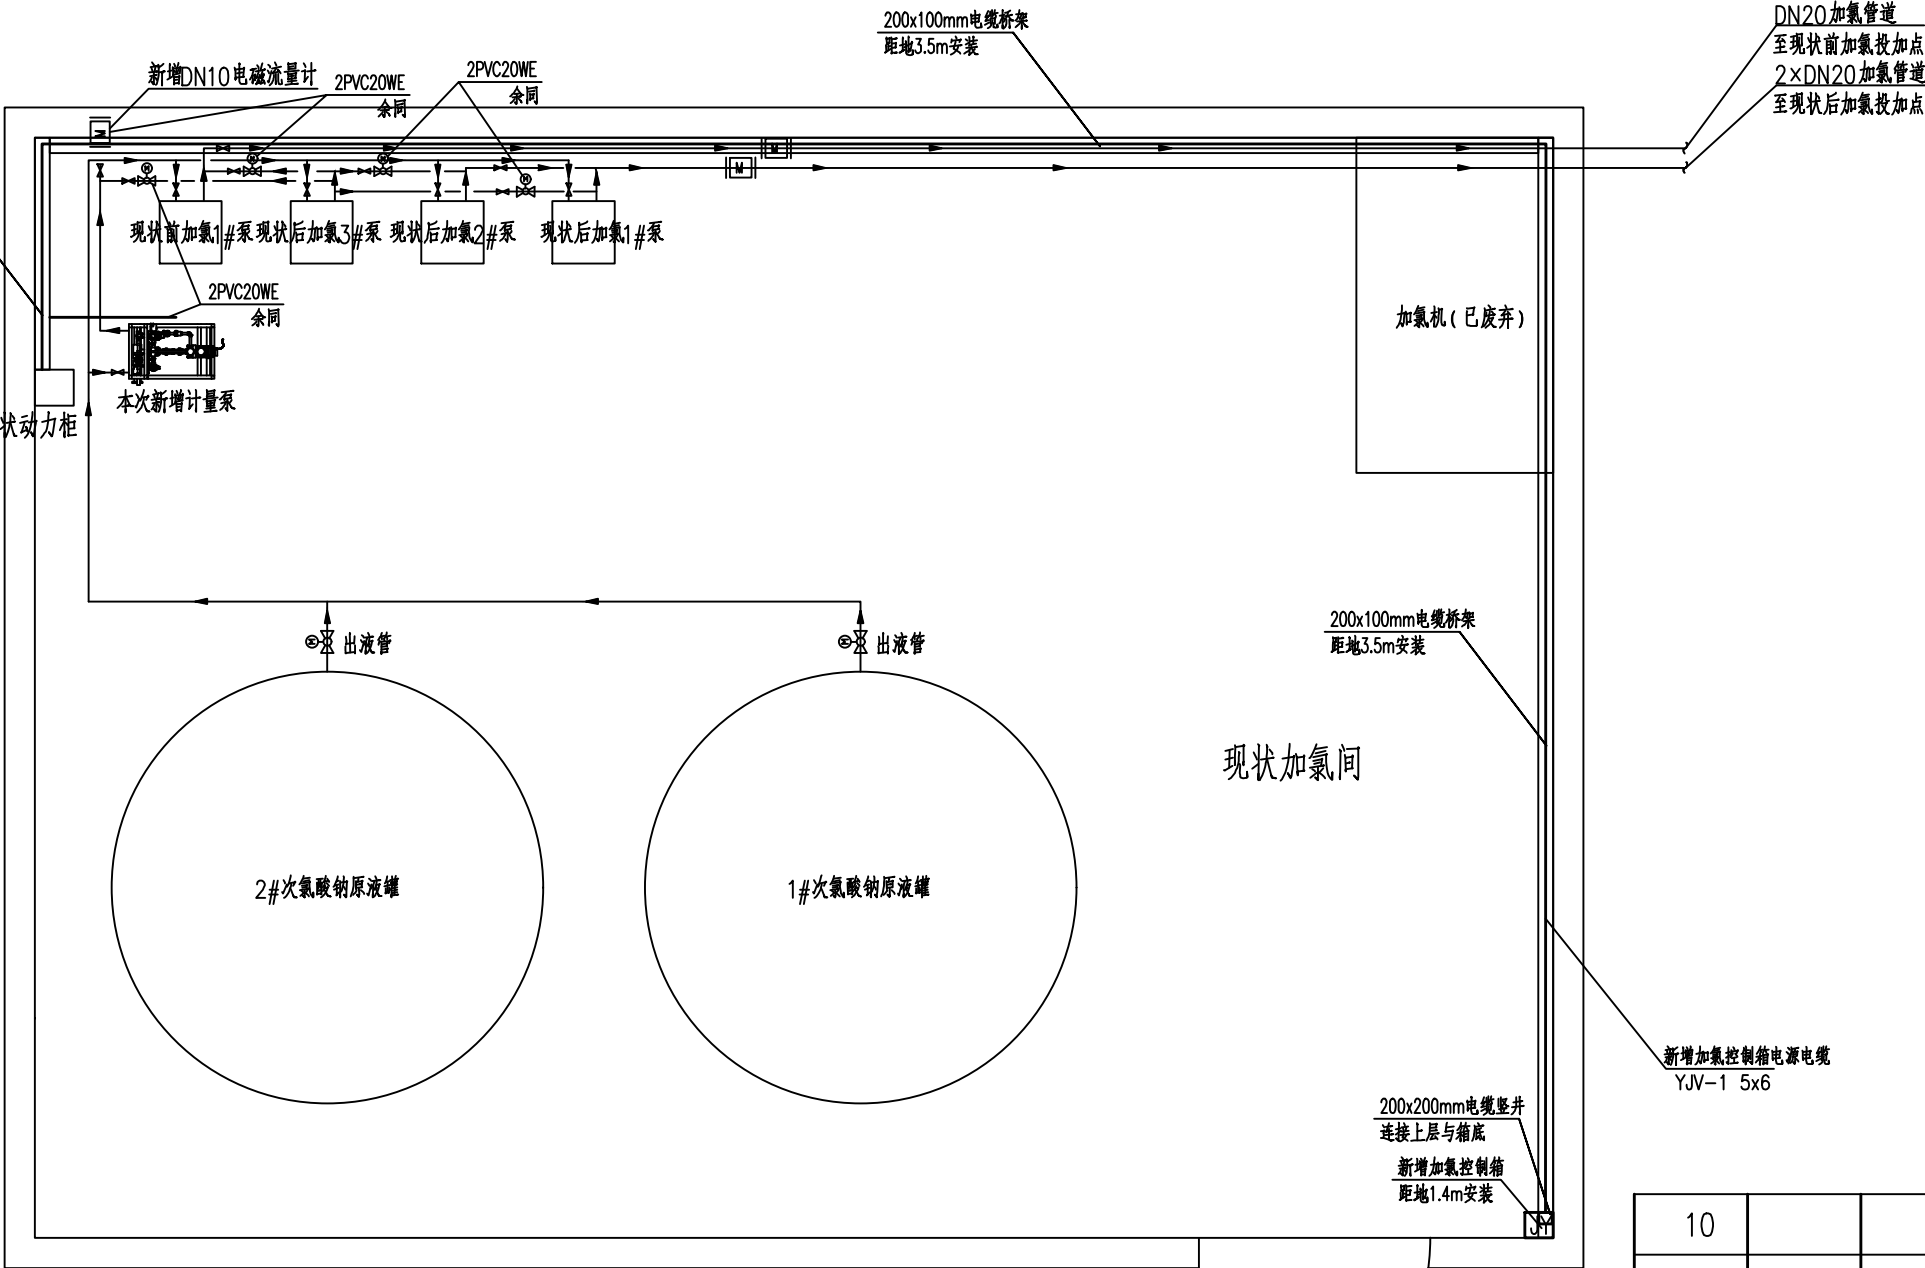 200x100mm电缆桥架
距地3.5m安装
DN20加氯管道
至现状前加氯投加点
2×DN20加氯管道
至现状后加氯投加点
新增DN10电磁流量计
2PVC20WE
余同
2PVC20WE
余同
M
M
M
M
M
M
M
现状前加氯1#泵
现状后加氯3#泵
现状后加氯2#泵
现状后加氯1#泵
2PVC20WE
余同
加氯机(已废弃)
本次新增计量泵
状动力柜
出液管
出液管
200x100mm电缆桥架
距地3.5m安装
现状加氯间
2#次氯酸钠原液罐
1#次氯酸钠原液罐
新增加氯控制箱电源电缆
YJV-1 5x6
200x200mm电缆竖井
连接上层与箱底
新增加氯控制箱
距地1.4m安装
JY
10